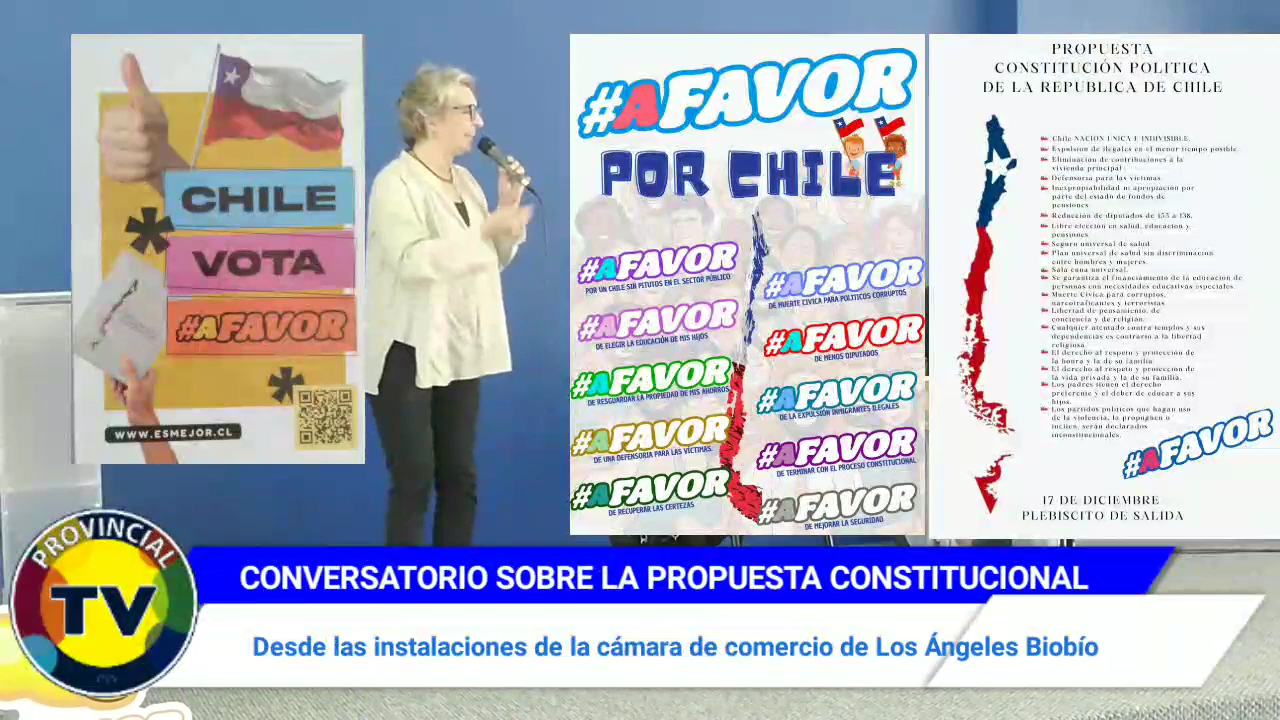 CHILE
VOTA
#AFAVOR
WWW.ESMEJOR.CL
#AFAVOR
POR CHILE
#AFAVOR
POR UN CHILE SIN PITUTOS EN EL SECTOR PÚBLICO
#AFAVOR
DE ELEGIR LA EDUCACIÓN DE MIS HIJOS
#AFAVOR
DE RESGUARDAR LA PROPIEDAD DE MIS AHORROS
#AFAVOR
DE UNA DEFENSORIA PARA LAS VÍCTIMAS.
#AFAVOR
DE RECUPERAR LAS CERTEZAS
#AFAVOR
DE MUERTE CIVICA PARA POLITICOS CORRUPTOS
#AFAVOR
DE MENOS DIPUTADOS
#AFAVOR
DE LA EXPULSIÓN INMIGRANTES ILEGALES
#AFAVOR
DE TERMINAR CON EL PROCESO CONSTITUCIONAL
#AFAVOR
DE MEJORAR LA SEGURIDAD
PROPUESTA
CONSTITUCIÓN POLITICA
DE LA REPUBLICA DE CHILE
Chile NACION UNICA E INDIVISIBLE.
Expulsion de ilegales en el menor tiempo posible.
Eliminacion de contribuciones a la
vivienda principal
Defensoria para las victimas.
Inexpropiabilidad ni apropiación por
parte del estado de fondos de
pensiones
Reducción de diputados de 155 a 138.
Libre elección en salud, educacion y
pensiones
Seguro universal de salud
Plan universal de salud sin discriminacion
entre hombres y mujeres.
Sala cuna universal.
Se garantiza el financiamiento de la educacion de
personas con necesidades educativas especiales.
Muerte Civica para corruptos,
narcotraficantes y terroristas
Libertad de pensamiento, de
conciencia y de religión.
Cualquier atentado contra templos y sus
dependencias es contrario a la libertad
religiosa
El derecho al respeto y protección de
la honra y la de su familia
El derecho al respeto y protección de
la vida privada y la de su familia.
Los padres tienen el derecho
preferente y el deber de educar a sus
hijos.
Los partidos politicos que hagan uso
de la violencia, la propugnen o
inciten, serán declarados
inconstitucionales.
#AFAVOR
17 DE DICIEMBRE
PLEBISCITO DE SALIDA
PROVINCIAL
TV
CONVERSATORIO SOBRE LA PROPUESTA CONSTITUCIONAL
Desde las instalaciones de la cámara de comercio de Los Ángeles Biobío